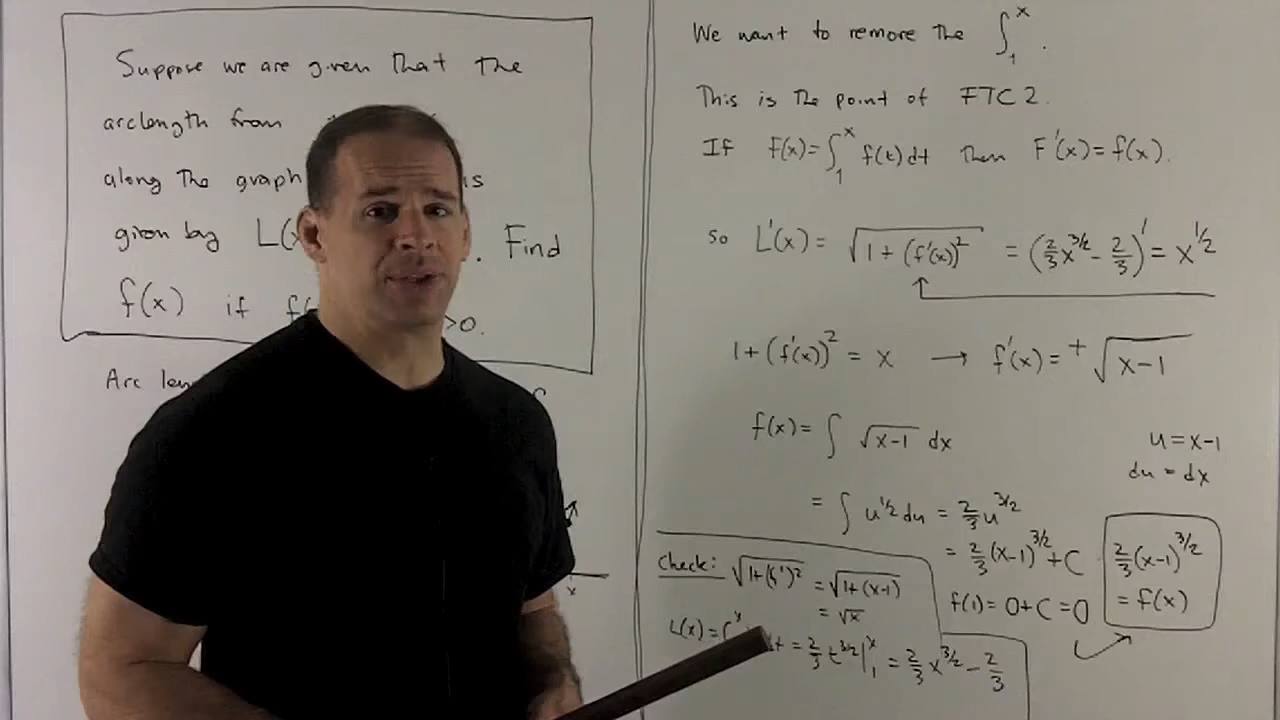 Suppose we are given that the
arclength from
along the graph is
given by L(x . Find
f(x) if f( >0.
Arc len
x
We want to remove the ∫₁ˣ .
This is the point of FTC 2.
If F(x) = ∫₁ˣ f(t) dt then F'(x) = f(x).
so L'(x) = √(1 + (f'(x))²) = (2/3 x^(3/2) - 2/3)' = x^(1/2)
1 + (f'(x))² = x → f'(x) = + √(x-1)
f(x) = ∫ √(x-1) dx
u = x-1
du = dx
= ∫ u^(1/2) du = 2/3 u^(3/2)
= 2/3 (x-1)^(3/2) + C
f(1) = 0 + C = 0
2/3 (x-1)^(3/2)
= f(x)
Check: √(1+(f')²) = √(1+(x-1))
= √x
L(x) = ∫ˣ t = 2/3 t^(3/2) |₁ˣ = 2/3 x^(3/2) - 2/3